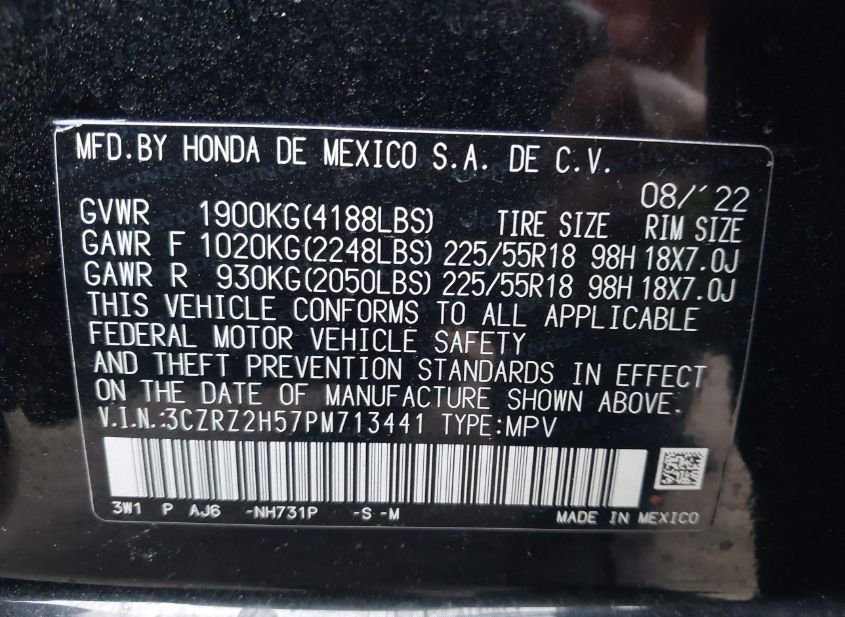 MFD.BY HONDA DE MEXICO S.A. DE C.V.
08/´22
GVWR 1900KG(4188LBS) TIRE SIZE RIM SIZE
GAWR F 1020KG(2248LBS) 225/55R18 98H 18X7.0J
GAWR R 930KG(2050LBS) 225/55R18 98H 18X7.0J
THIS VEHICLE CONFORMS TO ALL APPLICABLE
FEDERAL MOTOR VEHICLE SAFETY
AND THEFT PREVENTION STANDARDS IN EFFECT
ON THE DATE OF MANUFACTURE SHOWN ABOVE.
V.I.N.:3CZRZ2H57PM713441 TYPE:MPV
3W1 P AJ6 -NH731P -S -M
MADE IN MEXICO